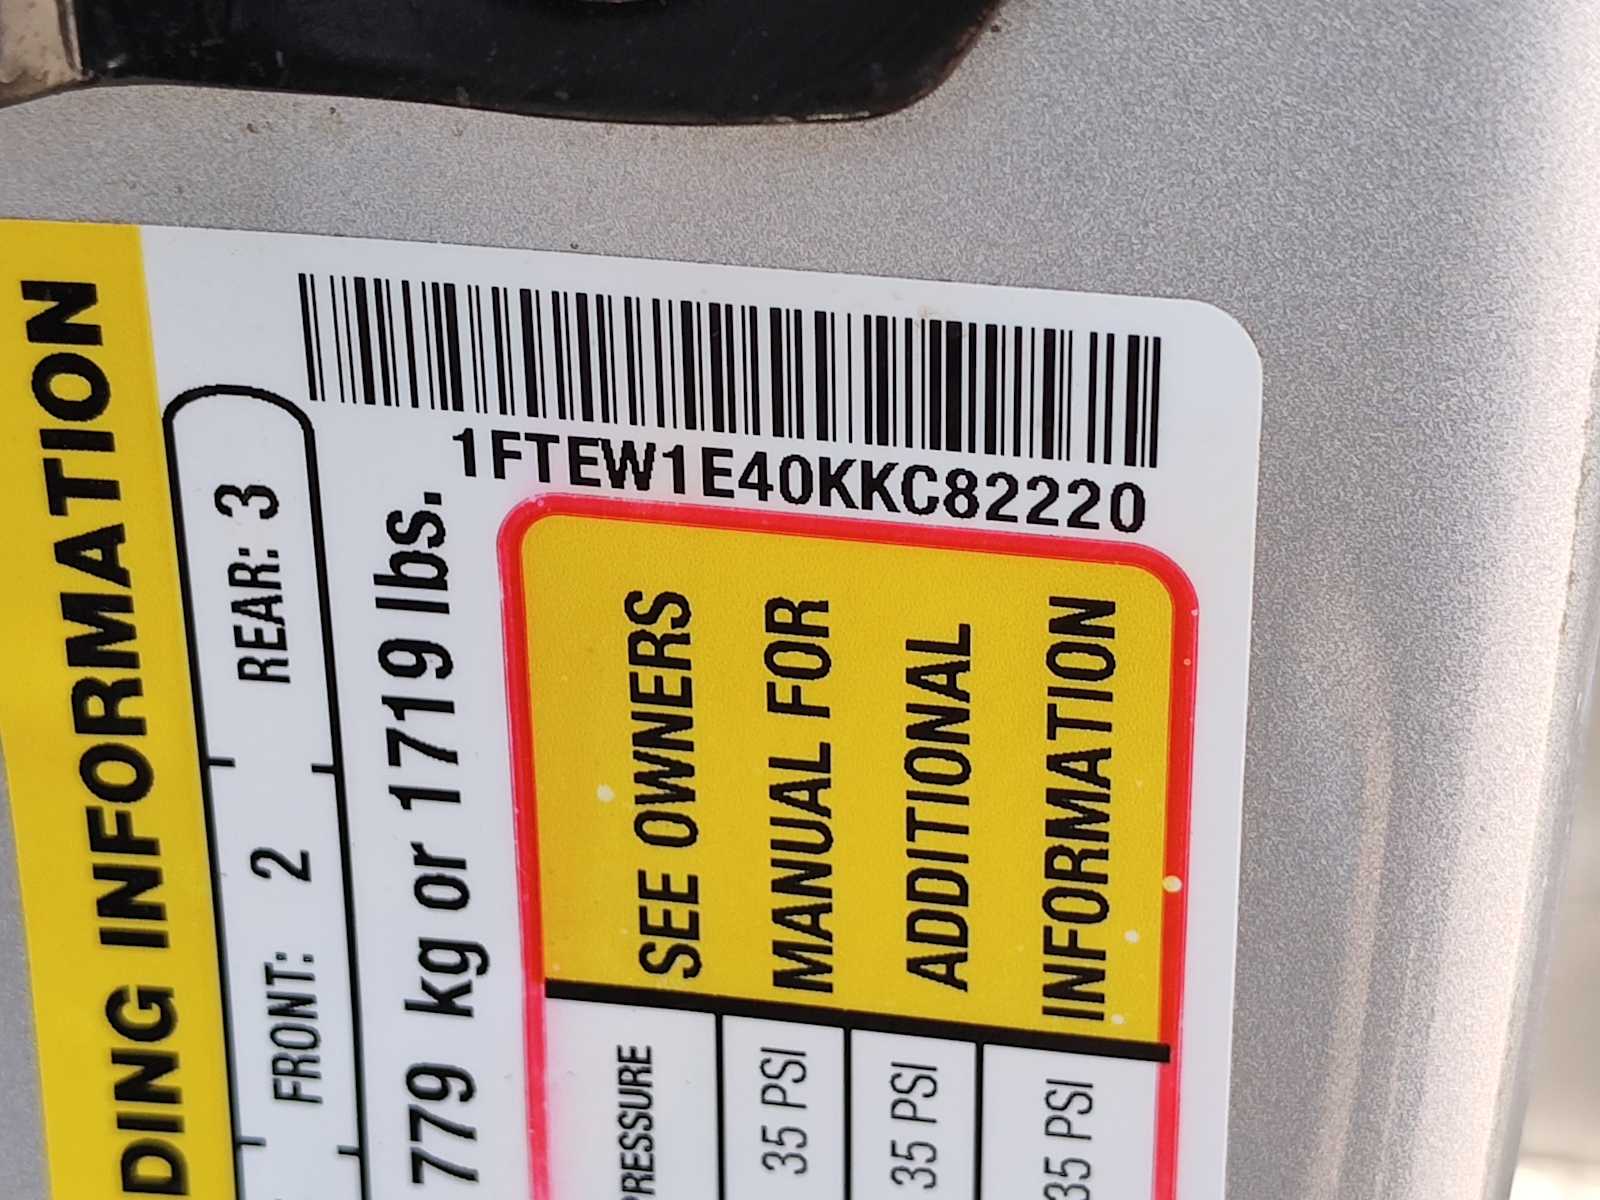 1FTEW1E40KKC82220
DING INFORMATION
FRONT: 2 REAR: 3
779 kg or 1719 lbs.
PRESSURE
35 PSI
35 PSI
35 PSI
SEE OWNERS
MANUAL FOR
ADDITIONAL
INFORMATION